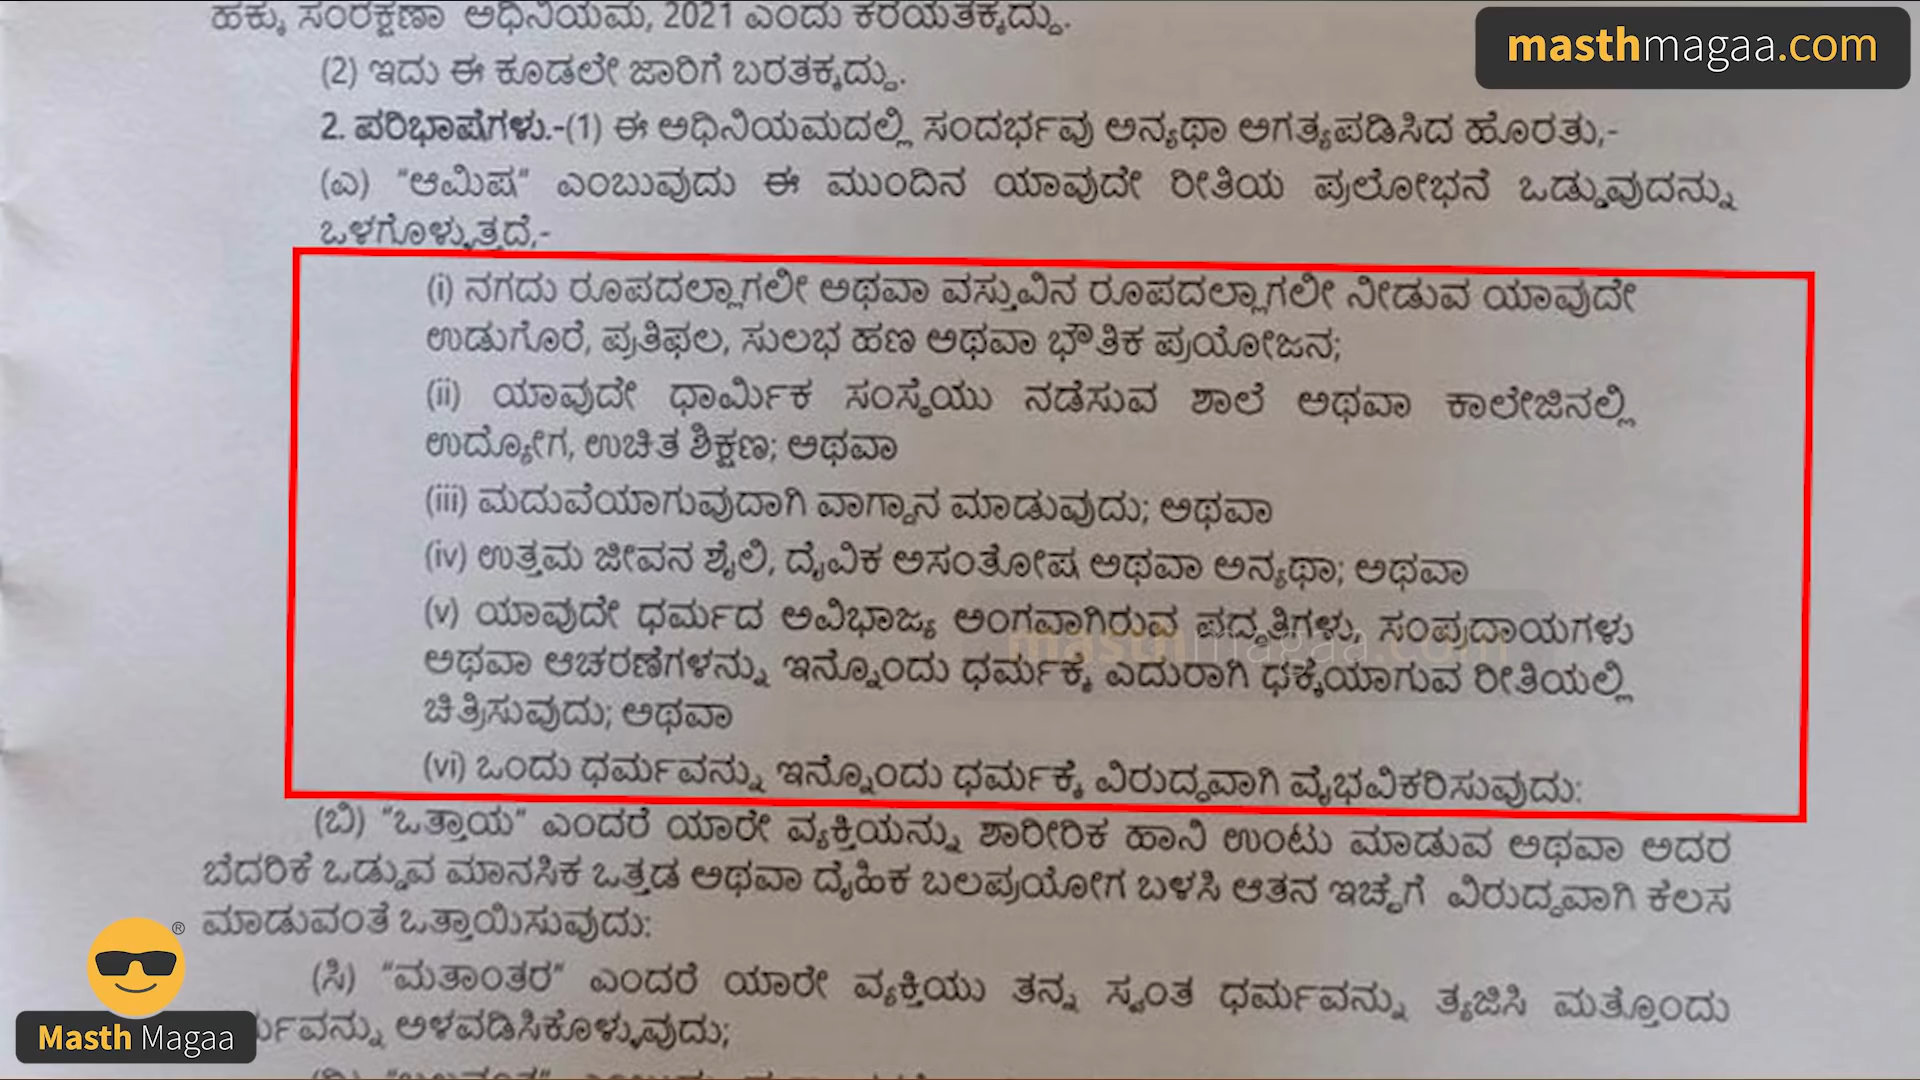 ಹಕ್ಕು ಸಂರಕ್ಷಣಾ ಅಧಿನಿಯಮ, 2021 ಎಂದು ಕರೆಯತಕ್ಕದ್ದು.
masthmagaa.com
(2) ಇದು ಈ ಕೂಡಲೇ ಜಾರಿಗೆ ಬರತಕ್ಕದ್ದು.
2. ಪರಿಭಾಷೆಗಳು.-(1) ಈ ಅಧಿನಿಯಮದಲ್ಲಿ ಸಂದರ್ಭವು ಅನ್ಯಥಾ ಅಗತ್ಯಪಡಿಸಿದ ಹೊರತು,-
(ಎ) "ಆಮಿಷ" ಎಂಬುವುದು ಈ ಮುಂದಿನ ಯಾವುದೇ ರೀತಿಯ ಪ್ರಲೋಭನೆ ಒಡ್ಡುವುದನ್ನು
ಒಳಗೊಳ್ಳುತ್ತದೆ,-
(i) ನಗದು ರೂಪದಲ್ಲಾಗಲೀ ಅಥವಾ ವಸ್ತುವಿನ ರೂಪದಲ್ಲಾಗಲೀ ನೀಡುವ ಯಾವುದೇ
ಉಡುಗೊರೆ, ಪ್ರತಿಫಲ, ಸುಲಭ ಹಣ ಅಥವಾ ಭೌತಿಕ ಪ್ರಯೋಜನ;
(ii) ಯಾವುದೇ ಧಾರ್ಮಿಕ ಸಂಸ್ಥೆಯು ನಡೆಸುವ ಶಾಲೆ ಅಥವಾ ಕಾಲೇಜಿನಲ್ಲಿ
ಉದ್ಯೋಗ, ಉಚಿತ ಶಿಕ್ಷಣ; ಅಥವಾ
(iii) ಮದುವೆಯಾಗುವುದಾಗಿ ವಾಗ್ದಾನ ಮಾಡುವುದು; ಅಥವಾ
(iv) ಉತ್ತಮ ಜೀವನ ಶೈಲಿ, ದೈವಿಕ ಅಸಂತೋಷ ಅಥವಾ ಅನ್ಯಥಾ; ಅಥವಾ
(v) ಯಾವುದೇ ಧರ್ಮದ ಅವಿಭಾಜ್ಯ ಅಂಗವಾಗಿರುವ ಪದ್ಧತಿಗಳು, ಸಂಪ್ರದಾಯಗಳು
ಅಥವಾ ಆಚರಣೆಗಳನ್ನು ಇನ್ನೊಂದು ಧರ್ಮಕ್ಕೆ ಎದುರಾಗಿ ಧಕ್ಕೆಯಾಗುವ ರೀತಿಯಲ್ಲಿ
ಚಿತ್ರಿಸುವುದು; ಅಥವಾ
(vi) ಒಂದು ಧರ್ಮವನ್ನು ಇನ್ನೊಂದು ಧರ್ಮಕ್ಕೆ ವಿರುದ್ಧವಾಗಿ ವೈಭವಿಕರಿಸುವುದು:
(ಬಿ) "ಒತ್ತಾಯ" ಎಂದರೆ ಯಾರೇ ವ್ಯಕ್ತಿಯನ್ನು ಶಾರೀರಿಕ ಹಾನಿ ಉಂಟು ಮಾಡುವ ಅಥವಾ ಅದರ
ಬೆದರಿಕೆ ಒಡ್ಡುವ ಮಾನಸಿಕ ಒತ್ತಡ ಅಥವಾ ದೈಹಿಕ ಬಲಪ್ರಯೋಗ ಬಳಸಿ ಆತನ ಇಚ್ಛೆಗೆ ವಿರುದ್ಧವಾಗಿ ಕೆಲಸ
ಮಾಡುವಂತೆ ಒತ್ತಾಯಿಸುವುದು:
(ಸಿ) "ಮತಾಂತರ" ಎಂದರೆ ಯಾರೇ ವ್ಯಕ್ತಿಯು ತನ್ನ ಸ್ವಂತ ಧರ್ಮವನ್ನು ತ್ಯಜಿಸಿ ಮತ್ತೊಂದು
ಅಳವಡಿಸಿಕೊಳ್ಳುವುದು;
Masth Magaa